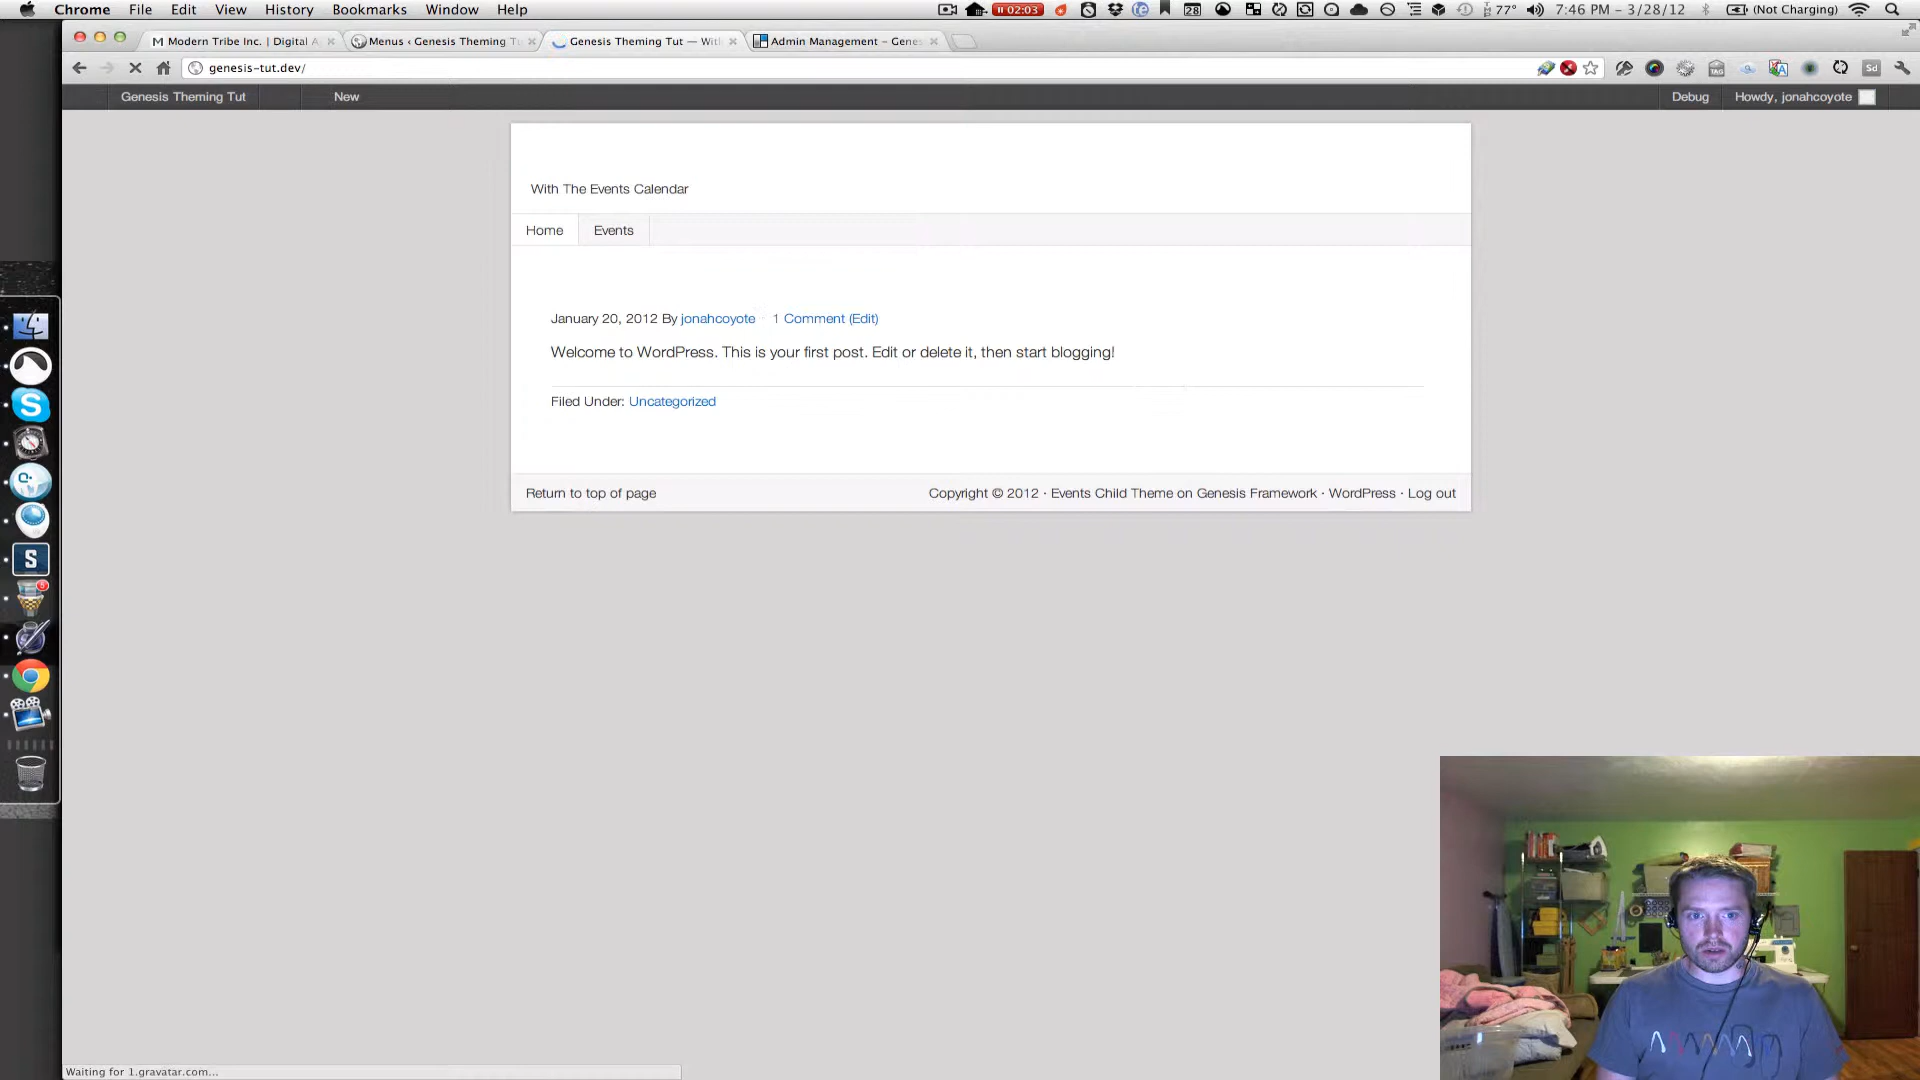 Chrome File Edit View History Bookmarks Window Help 02:03 28 77° 7:46 PM – 3/28/12 (Not Charging)
Modern Tribe Inc. | Digital A
Menus ‹ Genesis Theming Tu
Genesis Theming Tut — With
Admin Management – Genes
genesis-tut.dev/
TAG
Sd
Genesis Theming Tut New Debug Howdy, jonahcoyote
With The Events Calendar
Home Events
January 20, 2012 By jonahcoyote · 1 Comment (Edit)
Welcome to WordPress. This is your first post. Edit or delete it, then start blogging!
Filed Under: Uncategorized
Return to top of page
Copyright © 2012 · Events Child Theme on Genesis Framework · WordPress · Log out
Waiting for 1.gravatar.com...